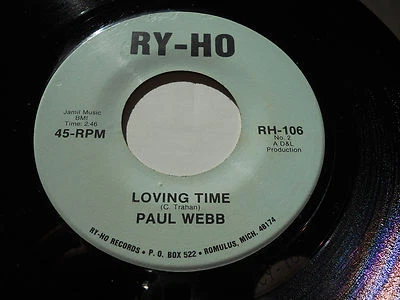 RY-HO
Jamil Music
BMI
Time: 2:46
45-RPM
RH-106
No. 2
A D&L
Production
LOVING TIME
(C. Trahan)
PAUL WEBB
RY-HO RECORDS • P. O. BOX 522 • ROMULUS, MICH. 48174